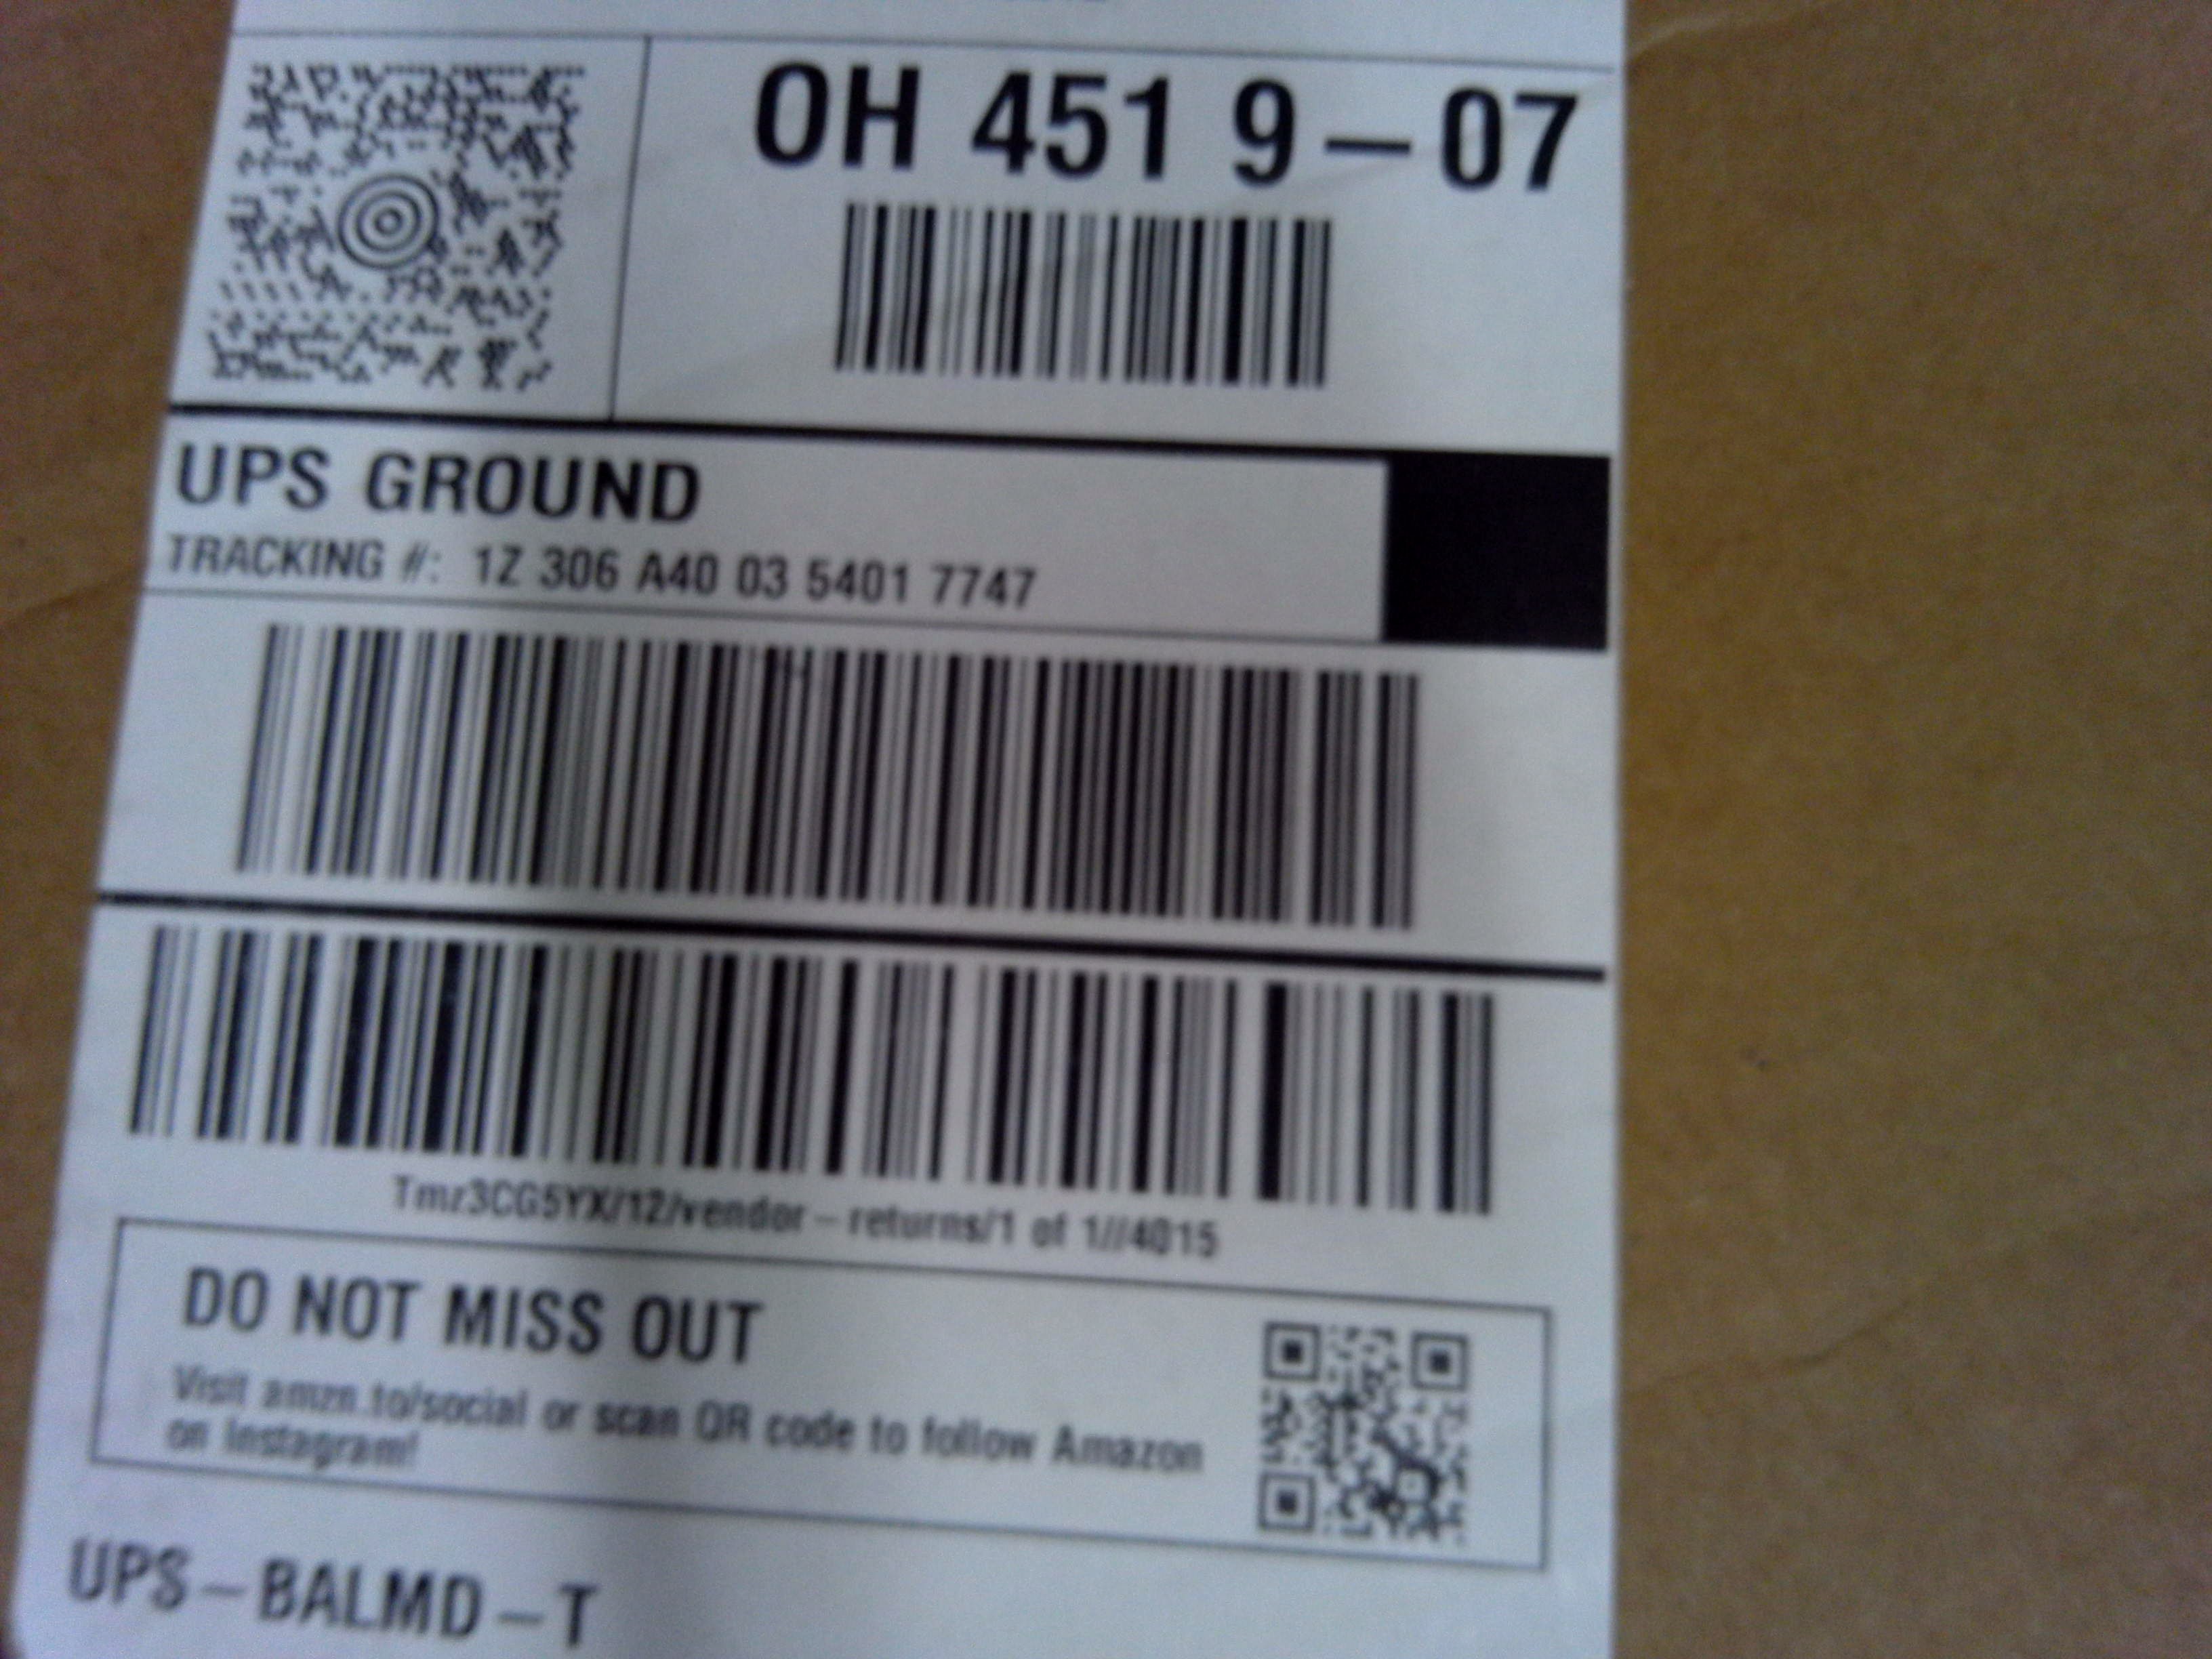 OH 451 9-07
UPS GROUND
TRACKING #: 1Z 306 A40 03 5401 7747
Tmz3CG5YX/12/vendor-returns/1 of 1//4015
DO NOT MISS OUT
Visit amzn.to/social or scan QR code to follow Amazon
on Instagram!
UPS-BALMD-T